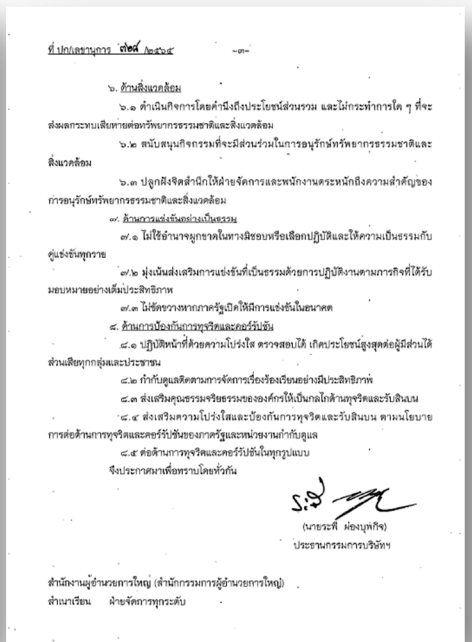 ที่ ปก/เลขานุการ ๗๒๘ /๒๕๖๕ -๓-
๖. ด้านสิ่งแวดล้อม
๖.๑ ดำเนินกิจการโดยคำนึงถึงประโยชน์ส่วนรวม และไม่กระทำการใด ๆ ที่จะ
ส่งผลกระทบเสียหายต่อทรัพยากรธรรมชาติและสิ่งแวดล้อม
๖.๒ สนับสนุนกิจกรรมที่จะมีส่วนร่วมในการอนุรักษ์ทรัพยากรธรรมชาติและ
สิ่งแวดล้อม
๖.๓ ปลูกฝังจิตสำนึกให้ฝ่ายจัดการและพนักงานตระหนักถึงความสำคัญของ
การอนุรักษ์ทรัพยากรธรรมชาติและสิ่งแวดล้อม
๗. ด้านการแข่งขันอย่างเป็นธรรม
๗.๑ ไม่ใช้อำนาจผูกขาดในทางมิชอบหรือเลือกปฏิบัติและให้ความเป็นธรรมกับ
คู่แข่งขันทุกราย
๗.๒ มุ่งเน้นส่งเสริมการแข่งขันที่เป็นธรรมด้วยการปฏิบัติงานตามภารกิจที่ได้รับ
มอบหมายอย่างเต็มประสิทธิภาพ
๗.๓ ไม่ขัดขวางหากภาครัฐเปิดให้มีการแข่งขันในอนาคต
๘. ด้านการป้องกันการทุจริตและคอร์รัปชัน
๘.๑ ปฏิบัติหน้าที่ด้วยความโปร่งใส ตรวจสอบได้ เกิดประโยชน์สูงสุดต่อผู้มีส่วนได้
ส่วนเสียทุกกลุ่มและประชาชน
๘.๒ กำกับดูแลติดตามการจัดการเรื่องร้องเรียนอย่างมีประสิทธิภาพ
๘.๓ ส่งเสริมคุณธรรมจริยธรรมขององค์กรให้เป็นกลไกต้านทุจริตและรับสินบน
๘.๔ ส่งเสริมความโปร่งใสและป้องกันการทุจริตและรับสินบน ตามนโยบาย
การต่อต้านการทุจริตและคอร์รัปชันของภาครัฐและหน่วยงานกำกับดูแล
๘.๕ ต่อต้านการทุจริตและคอร์รัปชันในทุกรูปแบบ
จึงประกาศมาเพื่อทราบโดยทั่วกัน
(นายระพี ผ่องบุพกิจ)
ประธานกรรมการบริษัทฯ
สำนักงานผู้อำนวยการใหญ่ (สำนักกรรมการผู้อำนวยการใหญ่)
สำเนาเรียน ฝ่ายจัดการทุกระดับ